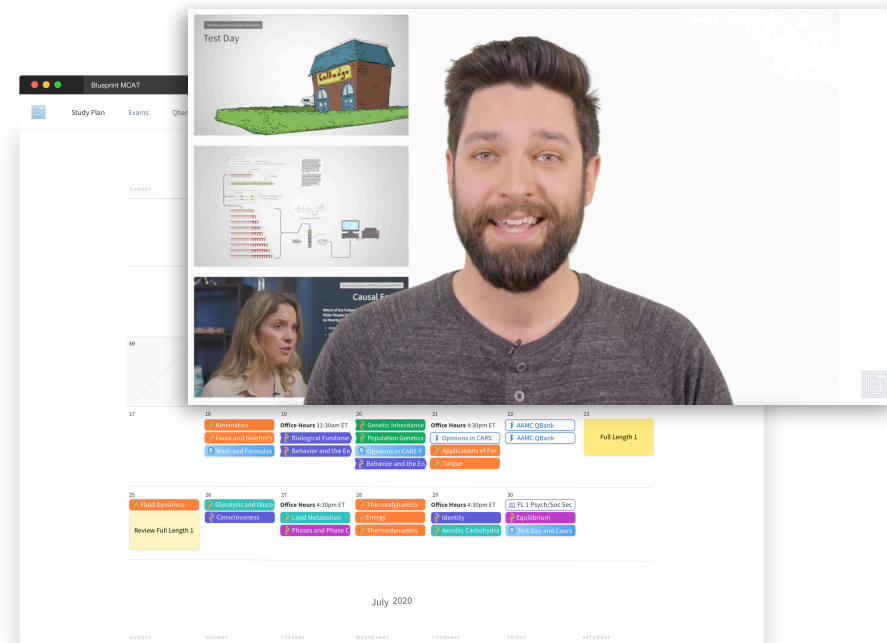 Test Day
Kolludge
Causal
Blueprint MCAT
Study Plan Exams
SUNDAY
10
17 18 19 20 21 22 23
Kinematics
Force and Newton's
Math and Formulas
Office Hours 11:30am ET
Biological Fundame
Behavior and the En
Genetic Inheritance
Population Genetics
Opinions in CARS P
Behavior and the En
Office Hours 4:30pm ET
Opinions in CARS
Applications of For
Torque
AAMC QBank
AAMC QBank
Full Length 1
25 26 27 28 29 30
Fluid Dynamics
Review Full Length 1
Glycolysis and Gluco
Consciousness
Office Hours 4:30pm ET
Lipid Metabolism
Phases and Phase C
Thermodynamics
Energy
Thermodynamics
Office Hours 4:30pm ET
Identity
Aerobic Carbohydra
FL 1 Psych/Soc Sec
Equilibrium
Test Day and Cours
July 2020
SUNDAY MONDAY TUESDAY WEDNESDAY THURSDAY FRIDAY SATURDAY